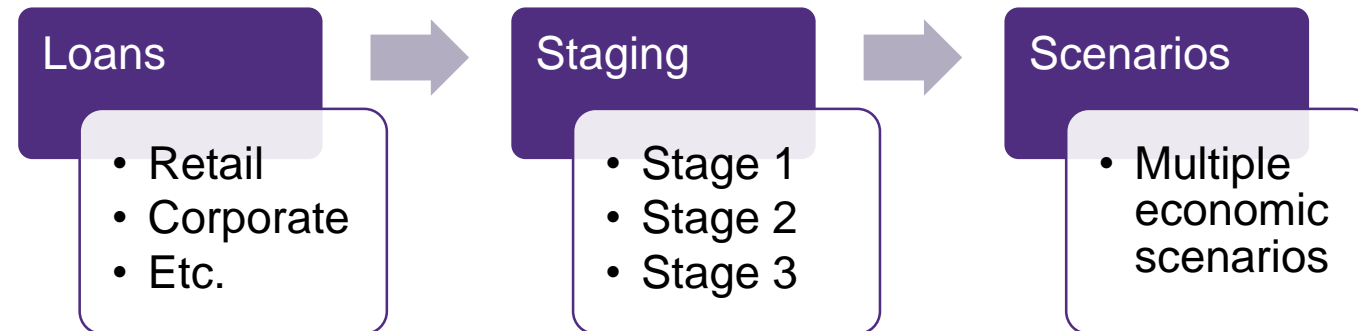 Loans
• Retail
• Corporate
• Etc.
Staging
• Stage 1
• Stage 2
• Stage 3
Scenarios
• Multiple
economic
scenarios